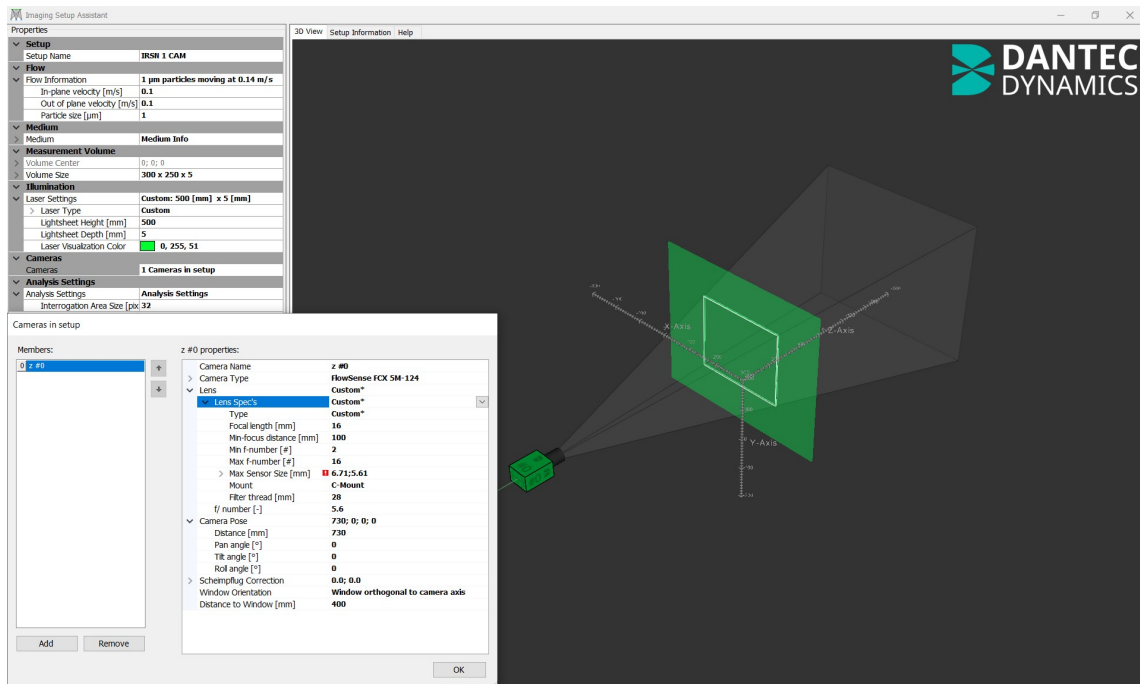 Imaging Setup Assistant
Properties
Setup
Setup Name IRSN 1 CAM
Flow
Flow Information 1 µm particles moving at 0.14 m/s
In-plane velocity [m/s] 0.1
Out of plane velocity [m/s] 0.1
Particle size [µm] 1
Medium
Medium Medium Info
Measurement Volume
Volume Center 0; 0; 0
Volume Size 300 x 250 x 5
Illumination
Laser Settings Custom: 500 [mm] x 5 [mm]
Laser Type Custom
Lightsheet Height [mm] 500
Lightsheet Depth [mm] 5
Laser Visualization Color 0, 255, 51
Cameras
Cameras 1 Cameras in setup
Analysis Settings
Analysis Settings Analysis Settings
Interrogation Area Size [pix 32
3D View Setup Information Help
DANTEC
DYNAMICS
X-Axis
Z-Axis
Y-Axis
Cameras in setup
Members:
0 z #0
Add Remove
z #0 properties:
Camera Name z #0
Camera Type FlowSense FCX 5M-124
Lens Custom*
Lens Spec's Custom*
Type Custom*
Focal length [mm] 16
Min-focus distance [mm] 100
Min f-number [#] 2
Max f-number [#] 16
Max Sensor Size [mm] 6.71;5.61
Mount C-Mount
Filter thread [mm] 28
f/ number [-] 5.6
Camera Pose 730; 0; 0; 0
Distance [mm] 730
Pan angle [°] 0
Tilt angle [°] 0
Roll angle [°] 0
Scheimpflug Correction 0.0; 0.0
Window Orientation Window orthogonal to camera axis
Distance to Window [mm] 400
OK